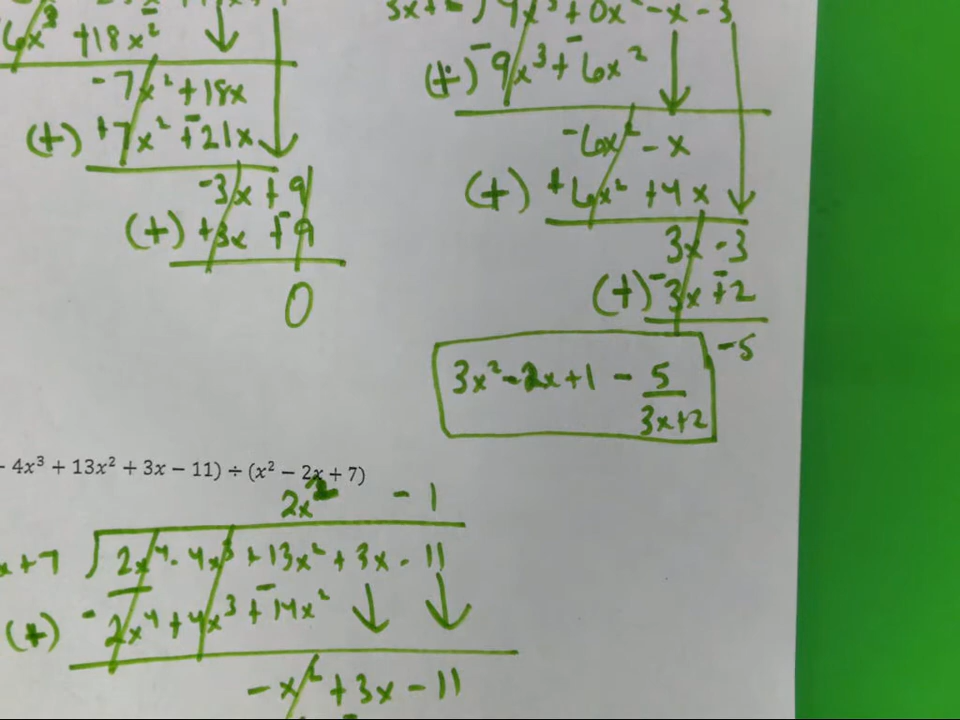 6x³ +18x²
-7x² +18x
(+) +7x² +21x
-3x + 9
(+) +3x + 9
0
3x+2 ) 9x³ + 0x² - x - 3
(+) -9x³ + 6x²
-6x² - x
(+) +6x² + 4x
3x - 3
(+) -3x + 2
-5
3x² - 2x + 1 - 5/(3x+2)
- 4x³ + 13x² + 3x - 11) ÷ (x² - 2x + 7)
2x² - 1
x + 7 ) 2x⁴ - 4x³ + 13x² + 3x - 11
(+) - 2x⁴ + 4x³ + 14x²
- x² + 3x - 11